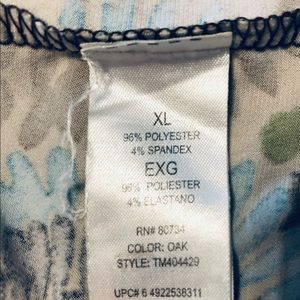 XL
96% POLYESTER
4% SPANDEX
EXG
96% POLIESTER
4% ELASTANO
RN# 80734
COLOR: OAK
STYLE: TM404429
UPC# 6 4922538311